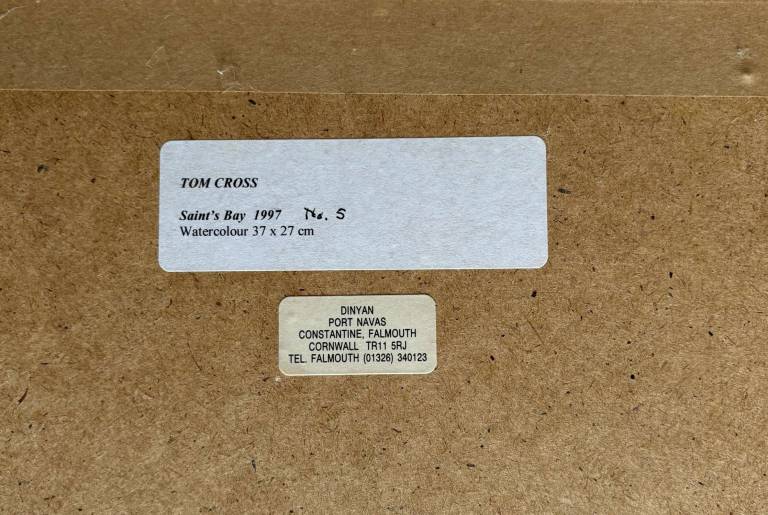 TOM CROSS
Saint's Bay 1997 No. 5
Watercolour 37 x 27 cm
DINYAN
PORT NAVAS
CONSTANTINE, FALMOUTH
CORNWALL TR11 5RJ
TEL. FALMOUTH (01326) 340123